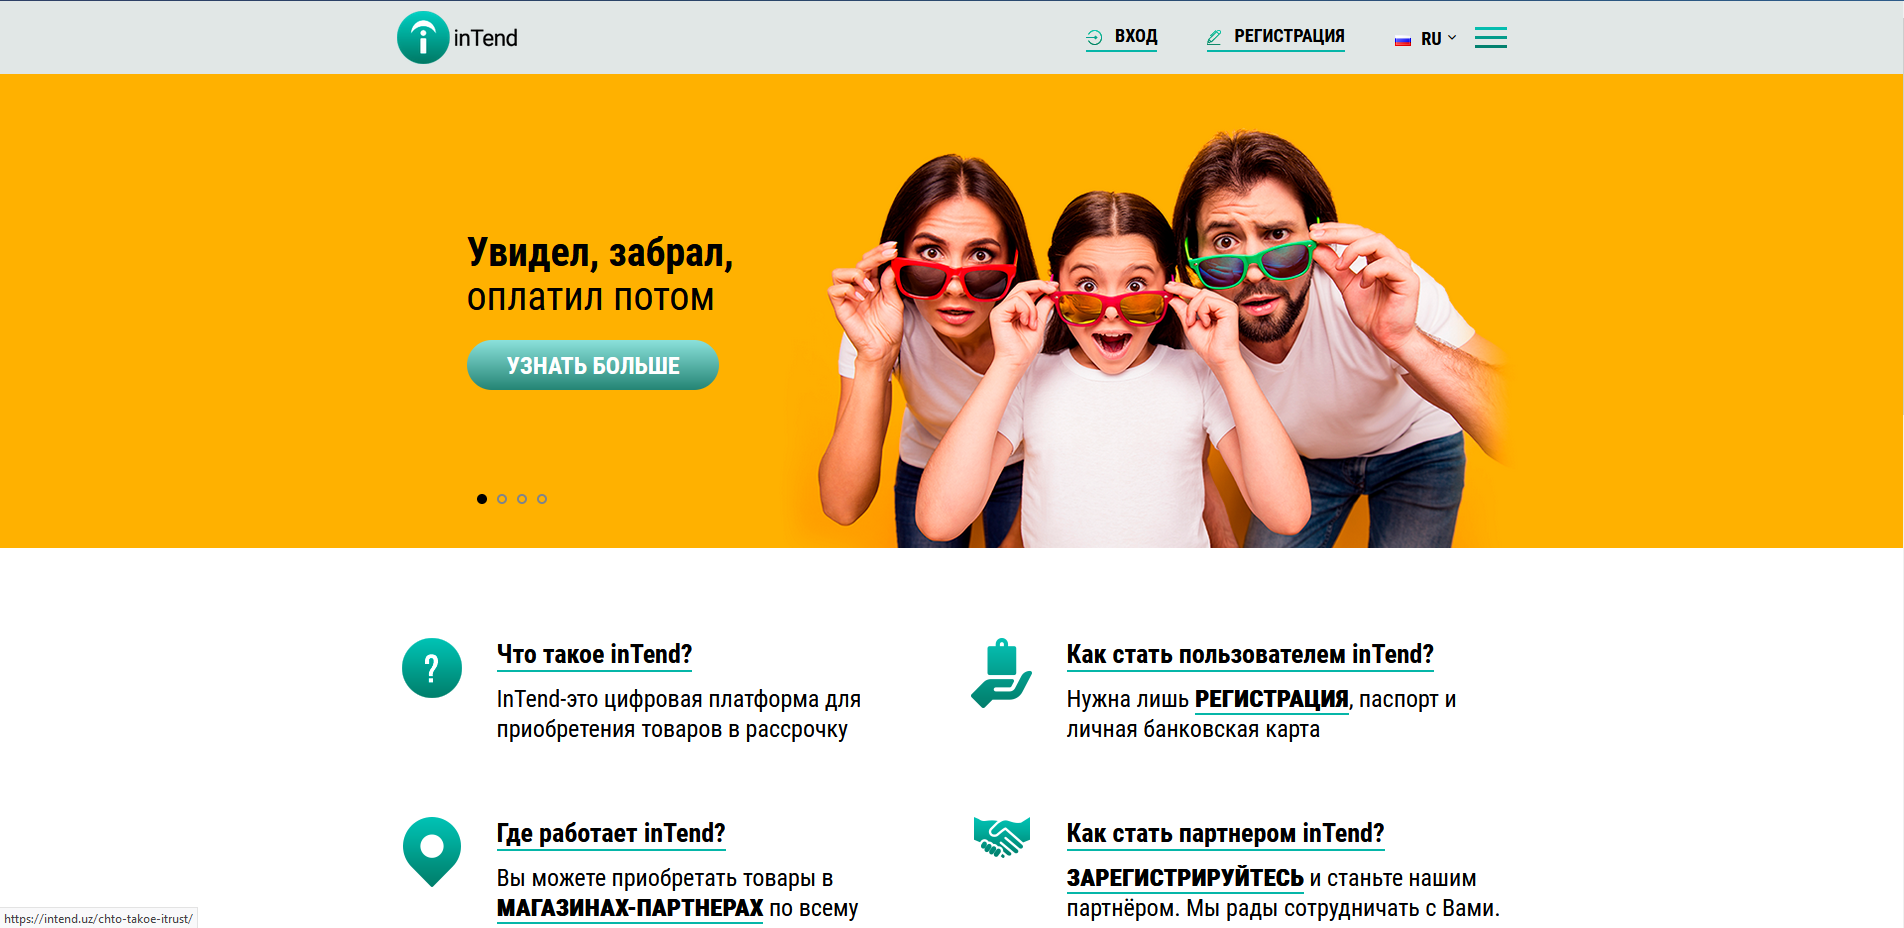 inTend
ВХОД
РЕГИСТРАЦИЯ
RU
Увидел, забрал,
оплатил потом
УЗНАТЬ БОЛЬШЕ
Что такое inTend?
InTend-это цифровая платформа для
приобретения товаров в рассрочку
Как стать пользователем inTend?
Нужна лишь РЕГИСТРАЦИЯ, паспорт и
личная банковская карта
Где работает inTend?
Вы можете приобретать товары в
МАГАЗИНАХ-ПАРТНЕРАХ по всему
Как стать партнером inTend?
ЗАРЕГИСТРИРУЙТЕСЬ и станьте нашим
партнёром. Мы рады сотрудничать с Вами.
https://intend.uz/chto-takoe-itrust/